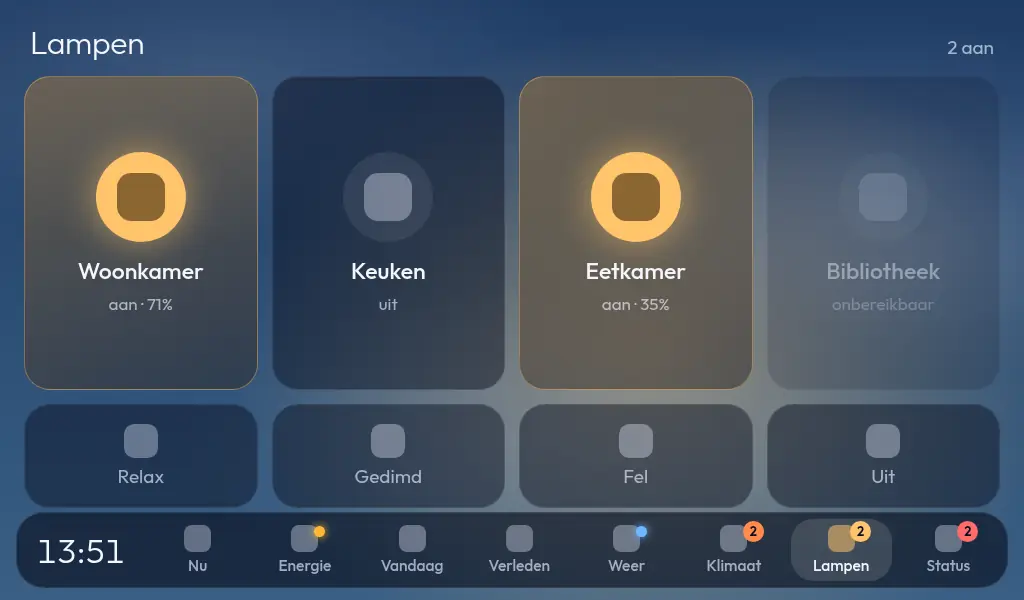 Lampen
2 aan
Woonkamer
aan · 71%
Keuken
uit
Eetkamer
aan · 35%
Bibliotheek
onbereikbaar
Relax
Gedimd
Fel
Uit
13:51
Nu
Energie
Vandaag
Verleden
Weer
2
Klimaat
2
Lampen
2
Status